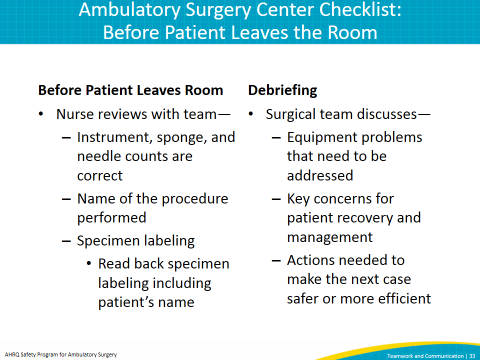 Ambulatory Surgery Center Checklist:
Before Patient Leaves the Room
Before Patient Leaves Room
• Nurse reviews with team—
– Instrument, sponge, and
needle counts are
correct
– Name of the procedure
performed
– Specimen labeling
• Read back specimen
labeling including
patient’s name
Debriefing
• Surgical team discusses—
– Equipment problems
that need to be
addressed
– Key concerns for
patient recovery and
management
– Actions needed to
make the next case
safer or more efficient
AHRQ Safety Program for Ambulatory Surgery
Teamwork and Communication | 33